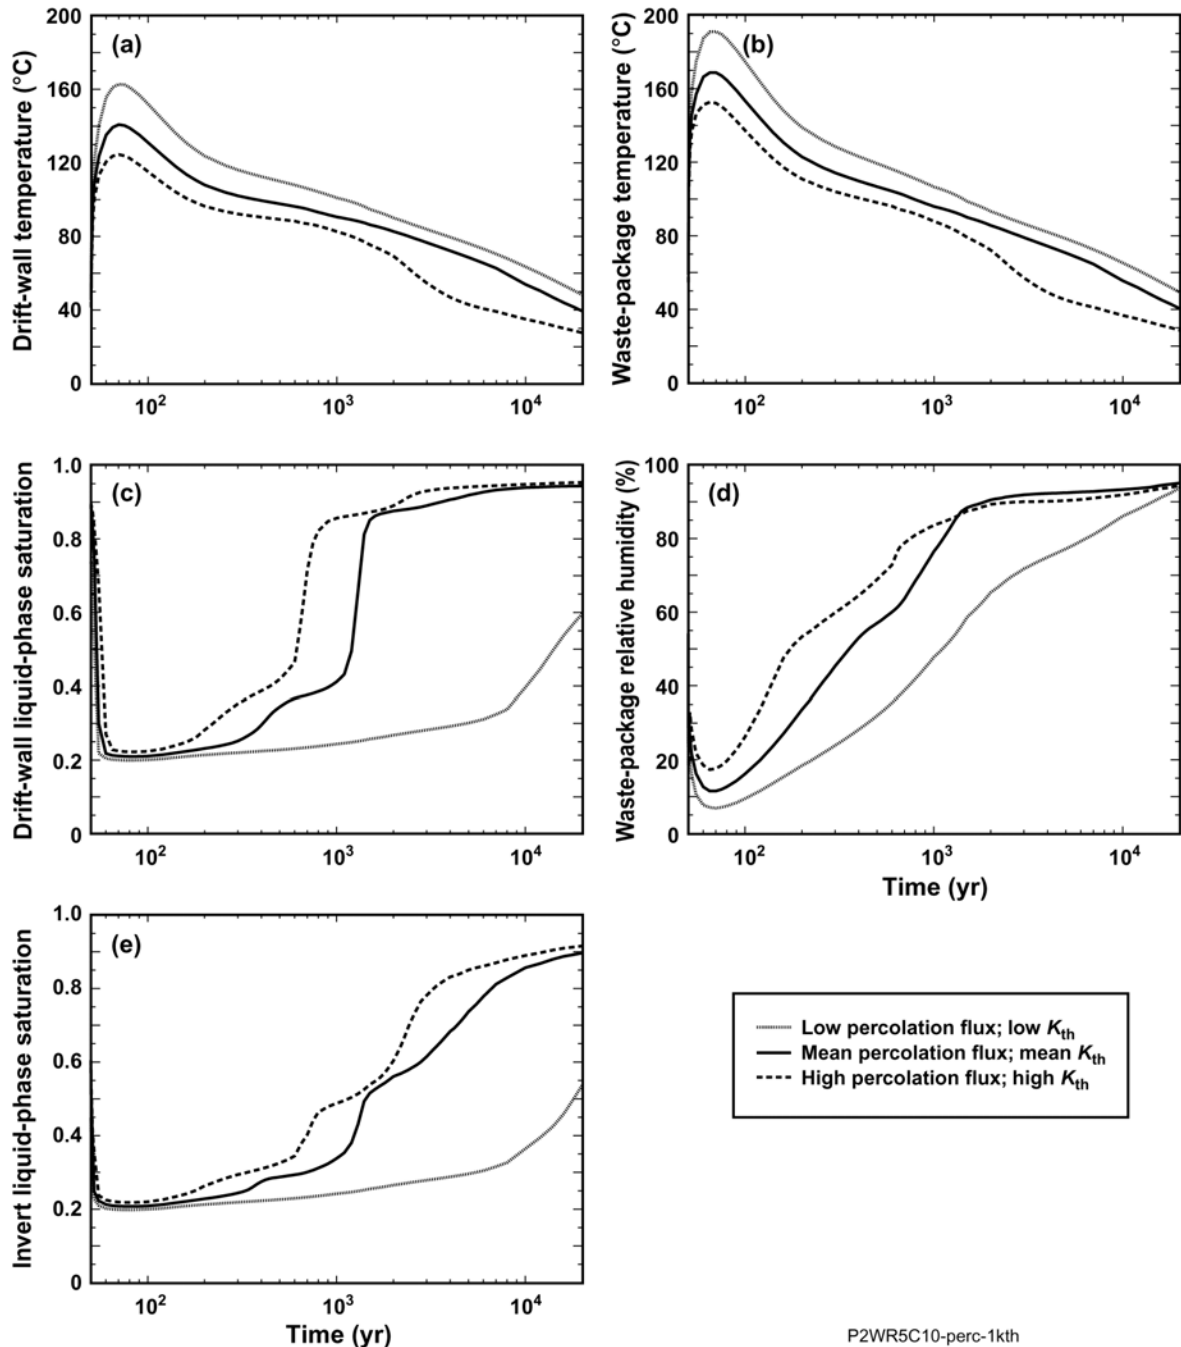 (a)
Drift-wall temperature (°C)
200
160
120
80
40
0
10²
10³
10⁴
(b)
Waste-package temperature (°C)
200
160
120
80
40
0
10²
10³
10⁴
(c)
Drift-wall liquid-phase saturation
1.0
0.8
0.6
0.4
0.2
0
10²
10³
10⁴
(d)
Waste-package relative humidity (%)
100
80
60
40
20
0
10²
10³
10⁴
Time (yr)
(e)
Invert liquid-phase saturation
1.0
0.8
0.6
0.4
0.2
0
10²
10³
10⁴
Time (yr)
Low percolation flux; low Kth
Mean percolation flux; mean Kth
High percolation flux; high Kth
P2WR5C10-perc-1kth